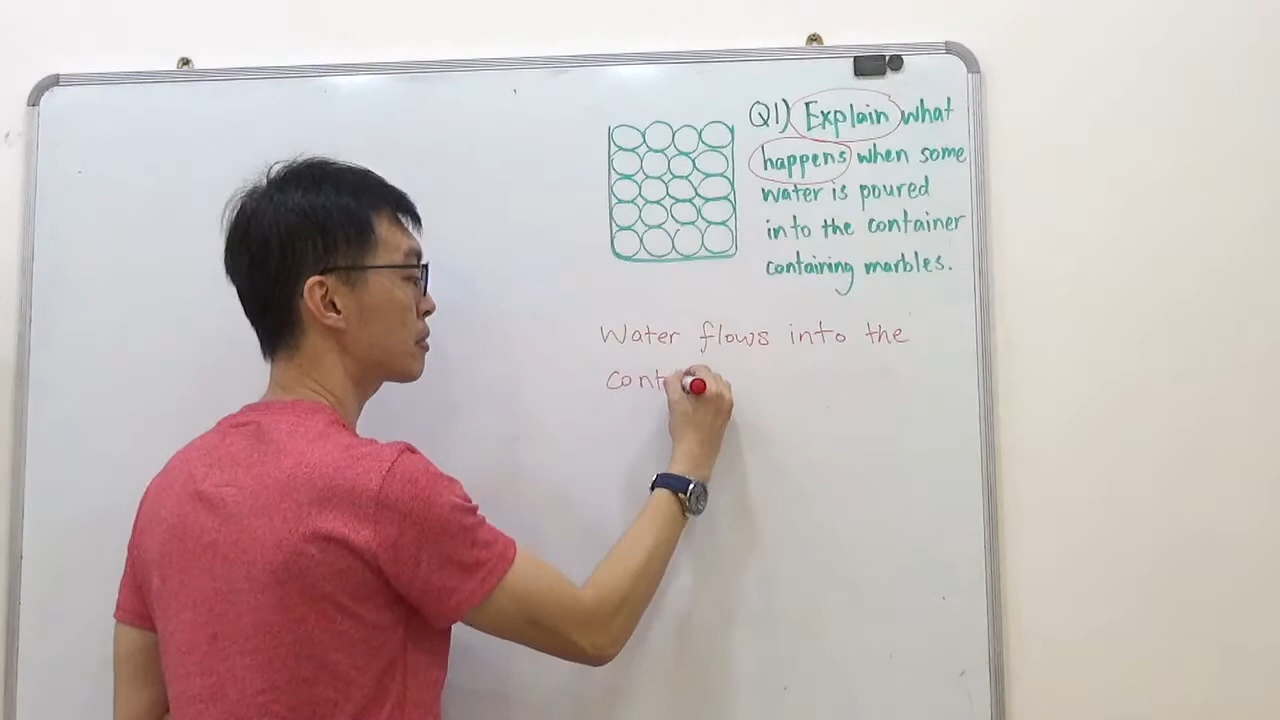 Q1) Explain what
happens when some
water is poured
into the container
containing marbles.
Water flows into the
cont